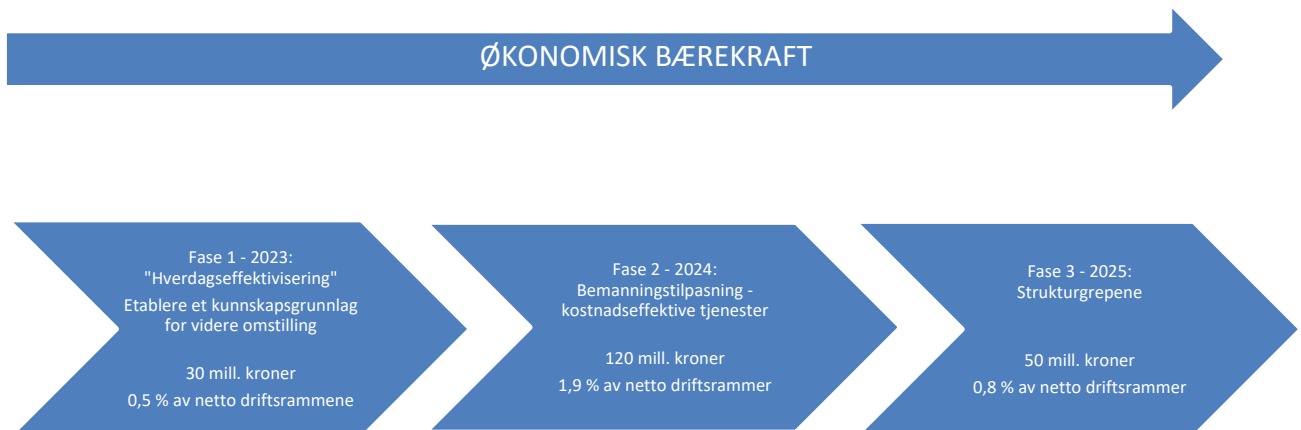 ØKONOMISK BÆREKRAFT
Fase 1 - 2023:
"Hverdagseffektivisering"
Etablere et kunnskapsgrunnlag
for videre omstilling
30 mill. kroner
0,5 % av netto driftsrammene
Fase 2 - 2024:
Bemanningstilpasning -
kostnadseffektive tjenester
120 mill. kroner
1,9 % av netto driftsrammer
Fase 3 - 2025:
Strukturgrepene
50 mill. kroner
0,8 % av netto driftsrammer